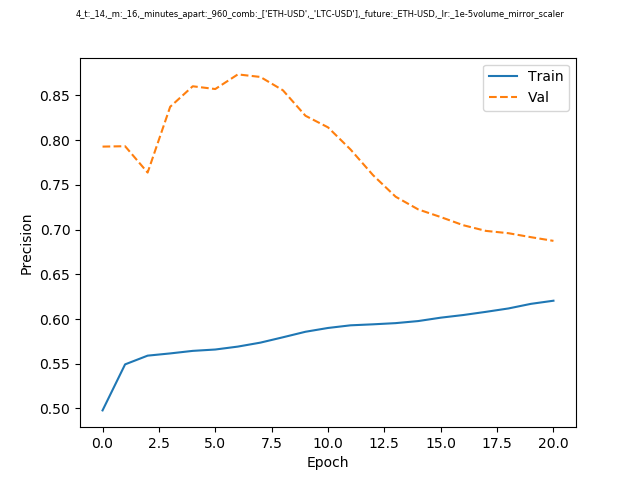 4_t:_14,_m:_16,_minutes_apart:_960_comb:_['ETH-USD',_'LTC-USD'],_future:_ETH-USD,_lr:_1e-5volume_mirror_scaler
Train
Val
Precision
0.85
0.80
0.75
0.70
0.65
0.60
0.55
0.50
0.0 2.5 5.0 7.5 10.0 12.5 15.0 17.5 20.0
Epoch